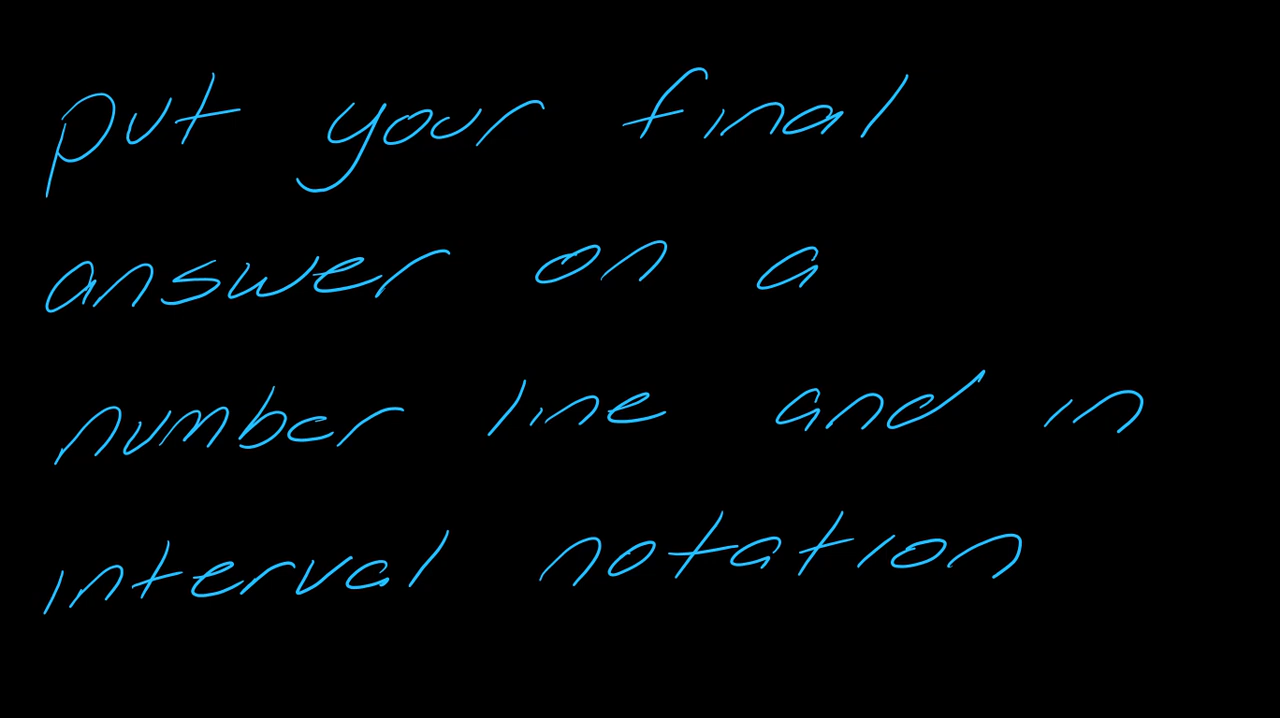 put your final
answer on a
number line and in
interval notation